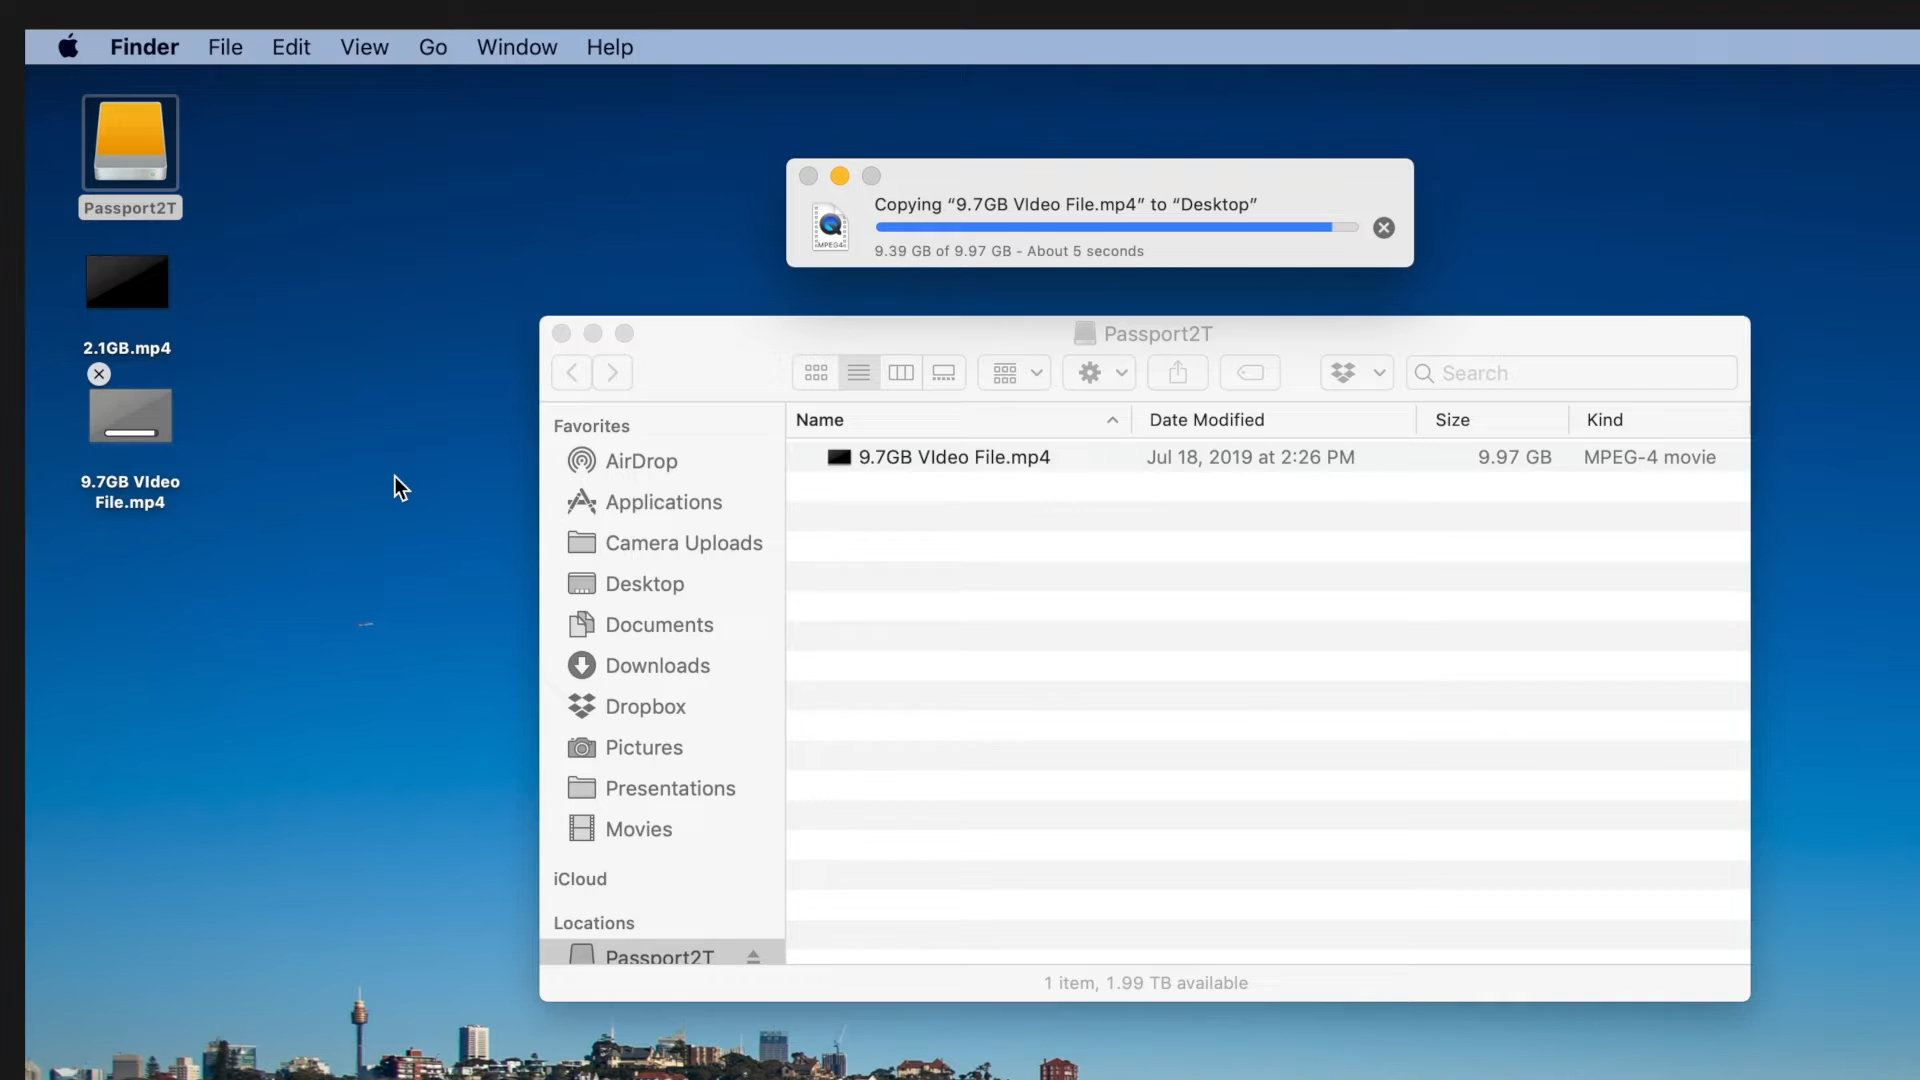 Finder File Edit View Go Window Help
Passport2T
2.1GB.mp4
9.7GB VIdeo
File.mp4
Copying “9.7GB VIdeo File.mp4” to “Desktop”
MPEG4
9.39 GB of 9.97 GB - About 5 seconds
Passport2T
Search
Favorites
AirDrop
Applications
Camera Uploads
Desktop
Documents
Downloads
Dropbox
Pictures
Presentations
Movies
iCloud
Locations
Passport2T
Name Date Modified Size Kind
9.7GB VIdeo File.mp4 Jul 18, 2019 at 2:26 PM 9.97 GB MPEG-4 movie
1 item, 1.99 TB available